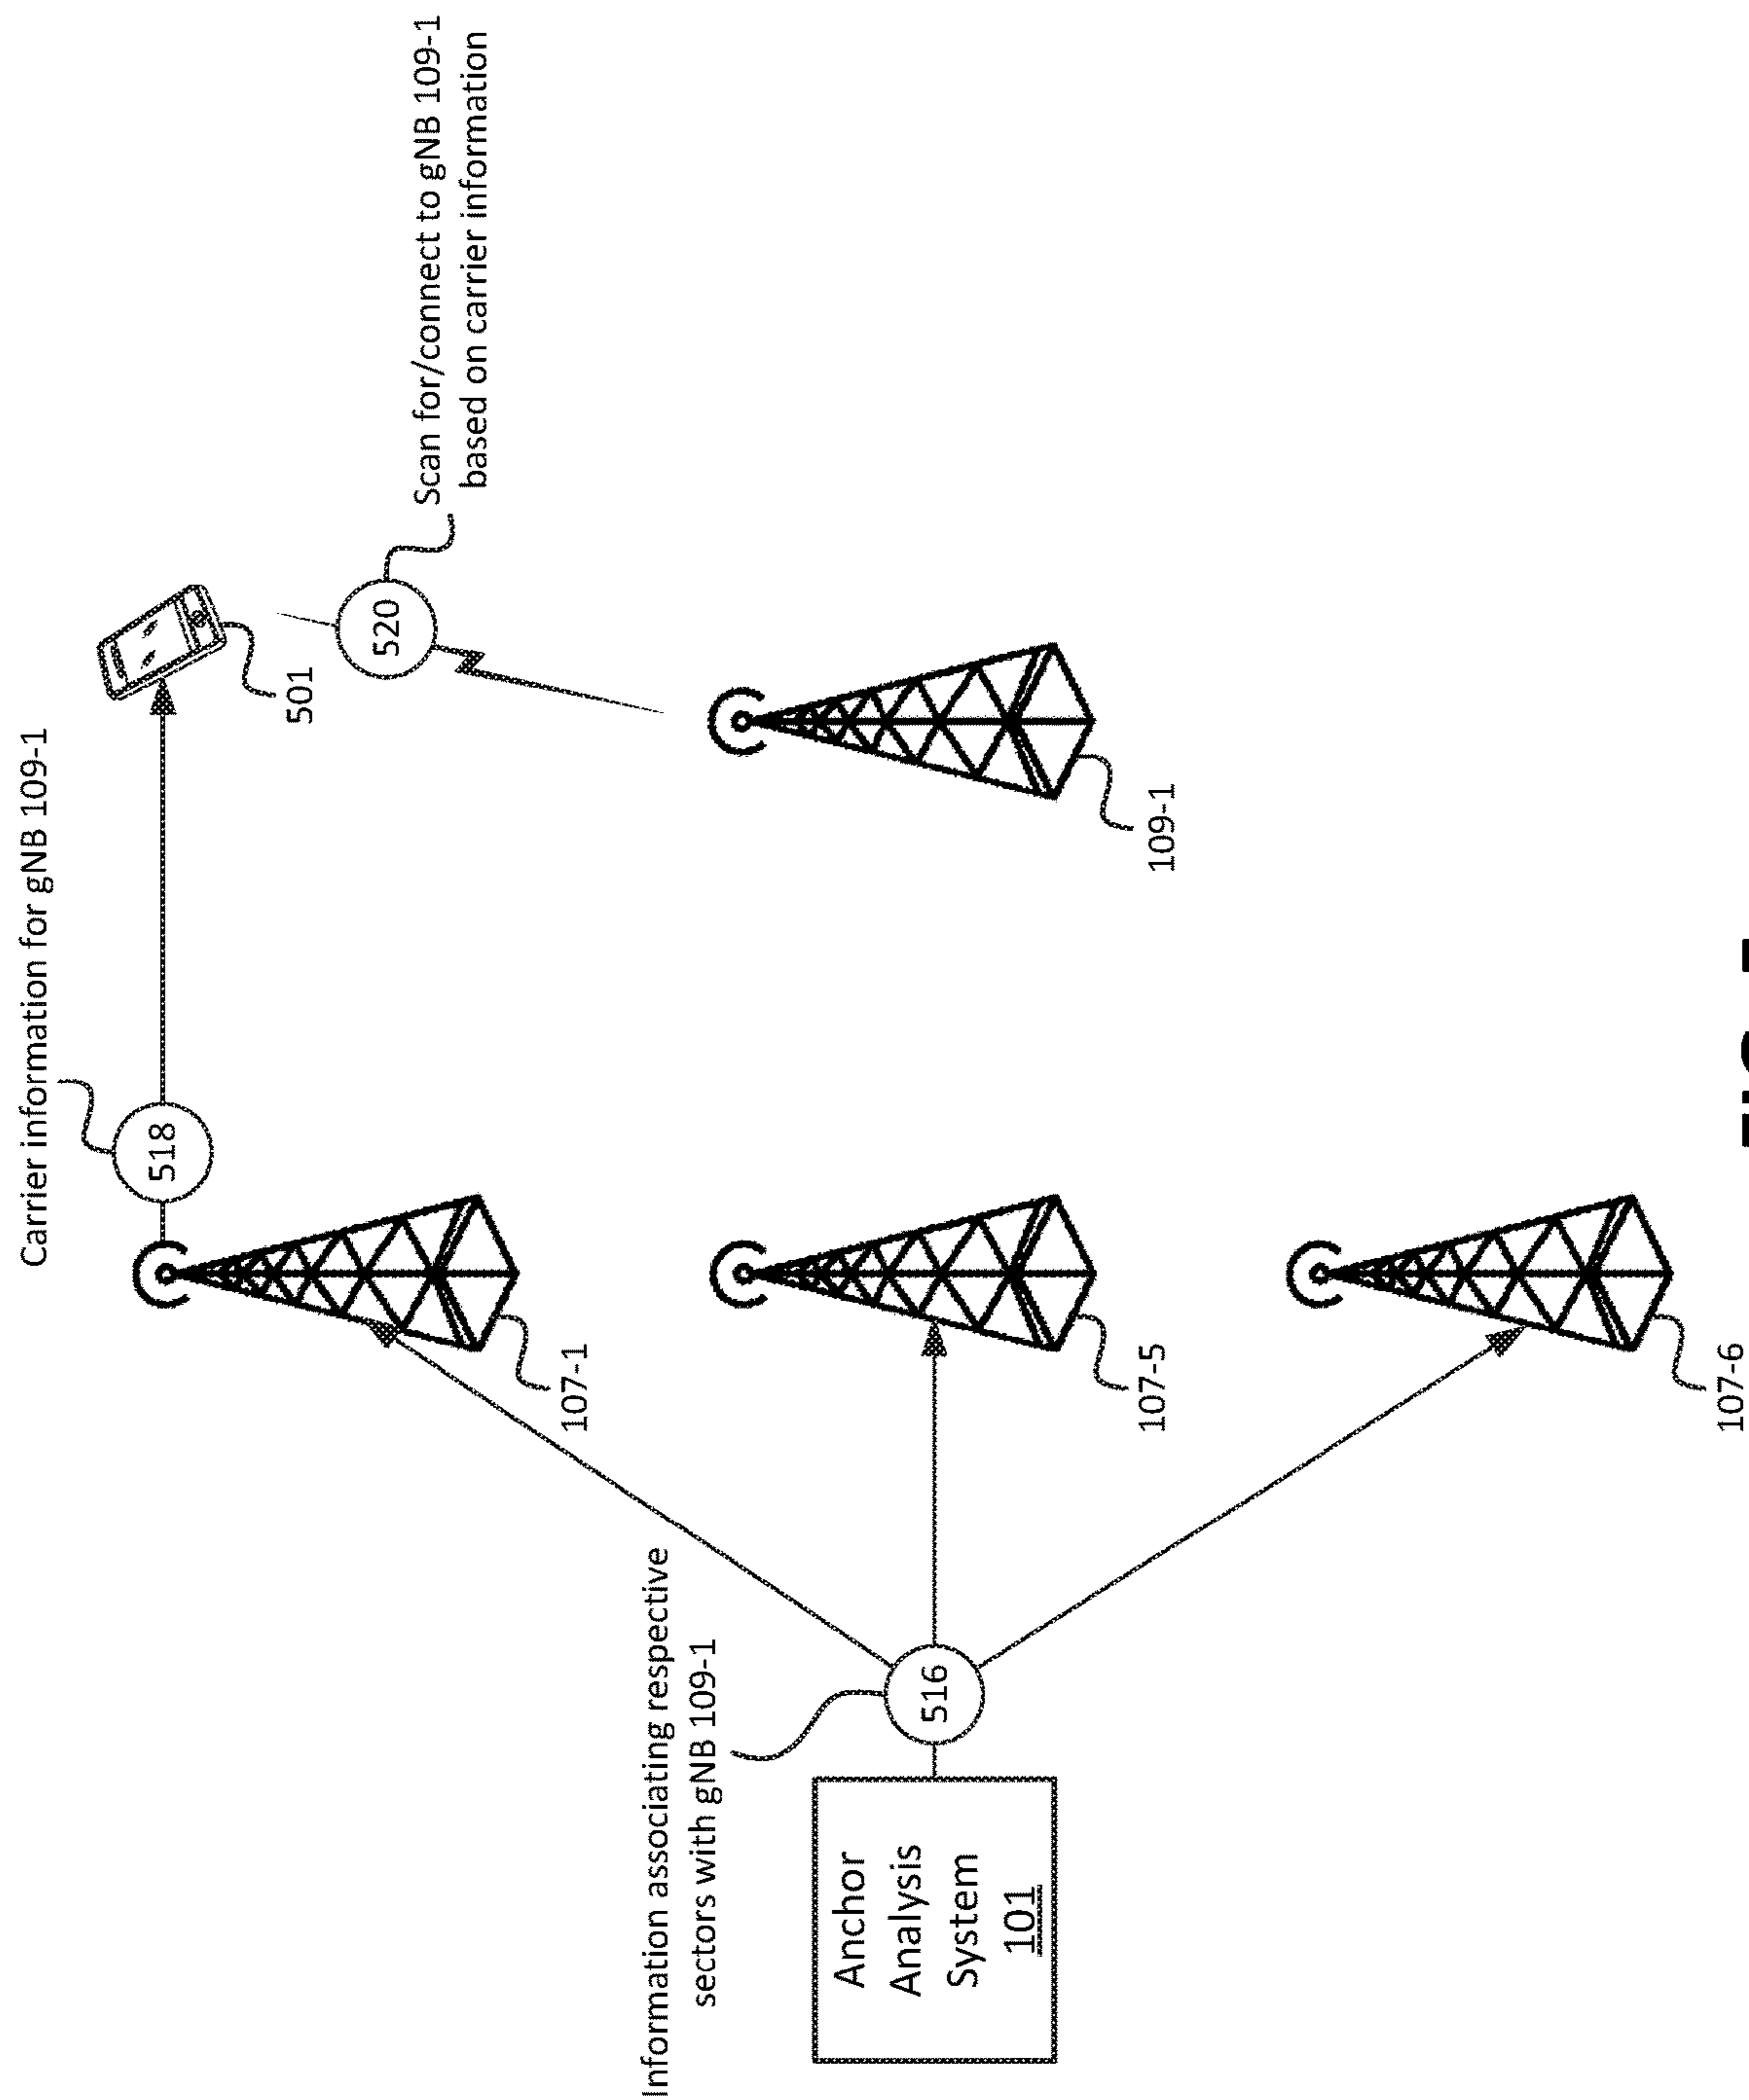 Carrier information for gNB 109-1
518
501
520
Scan for/connect to gNB 109-1
based on carrier information
107-1
Information associating respective
sectors with gNB 109-1
516
Anchor
Analysis
System
101
107-5
109-1
107-6